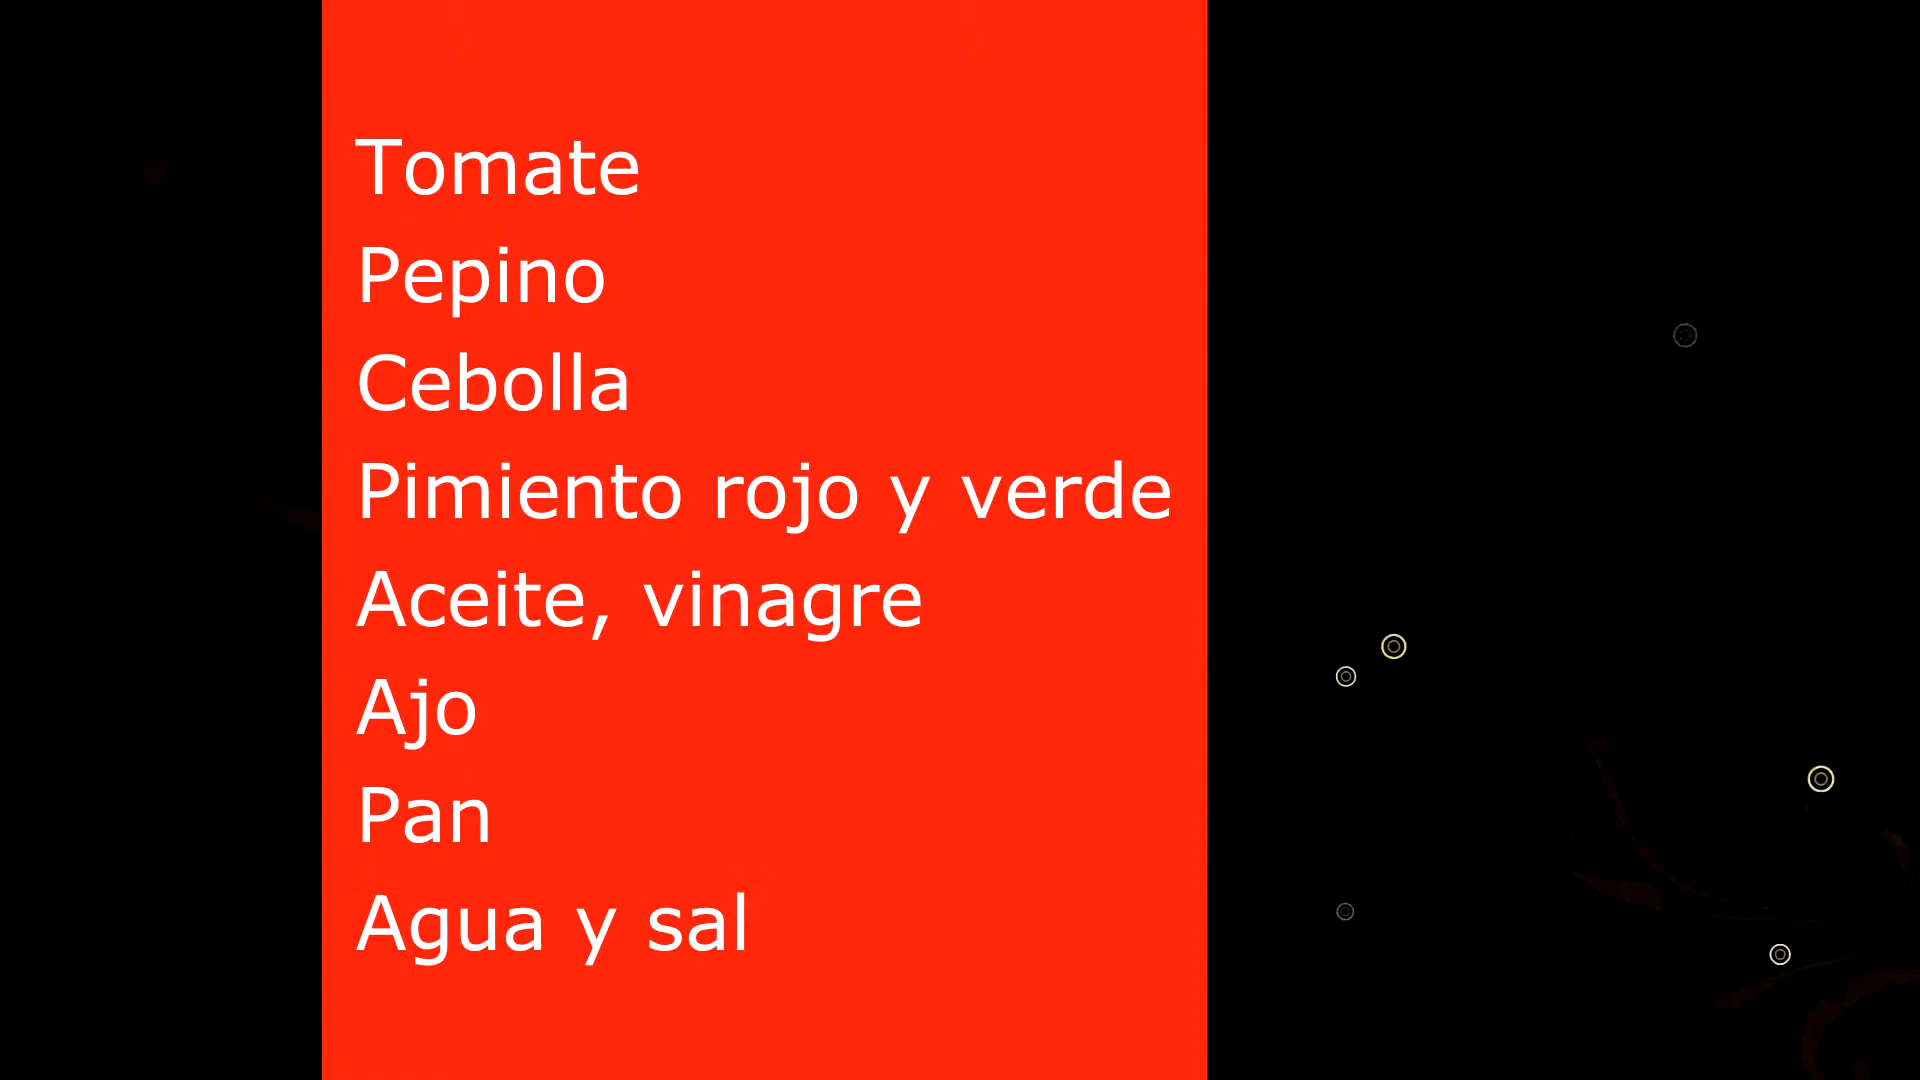 Tomate
Pepino
Cebolla
Pimiento rojo y verde
Aceite, vinagre
Ajo
Pan
Agua y sal